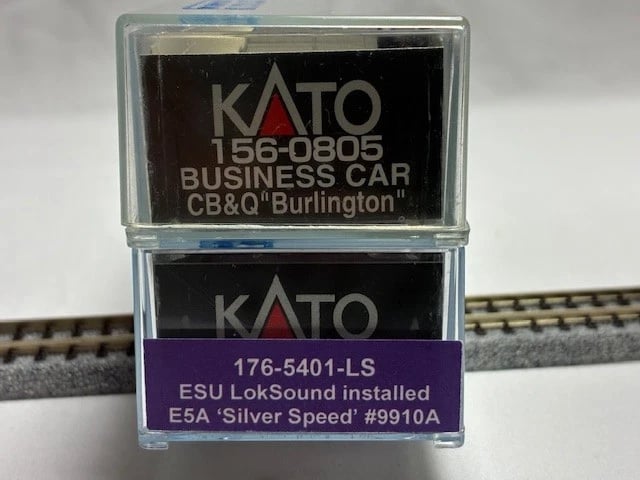 KATO
156-0805
BUSINESS CAR
CB&Q"Burlington"
KATO
176-5401-LS
ESU LokSound installed
E5A ‘Silver Speed’ #9910A